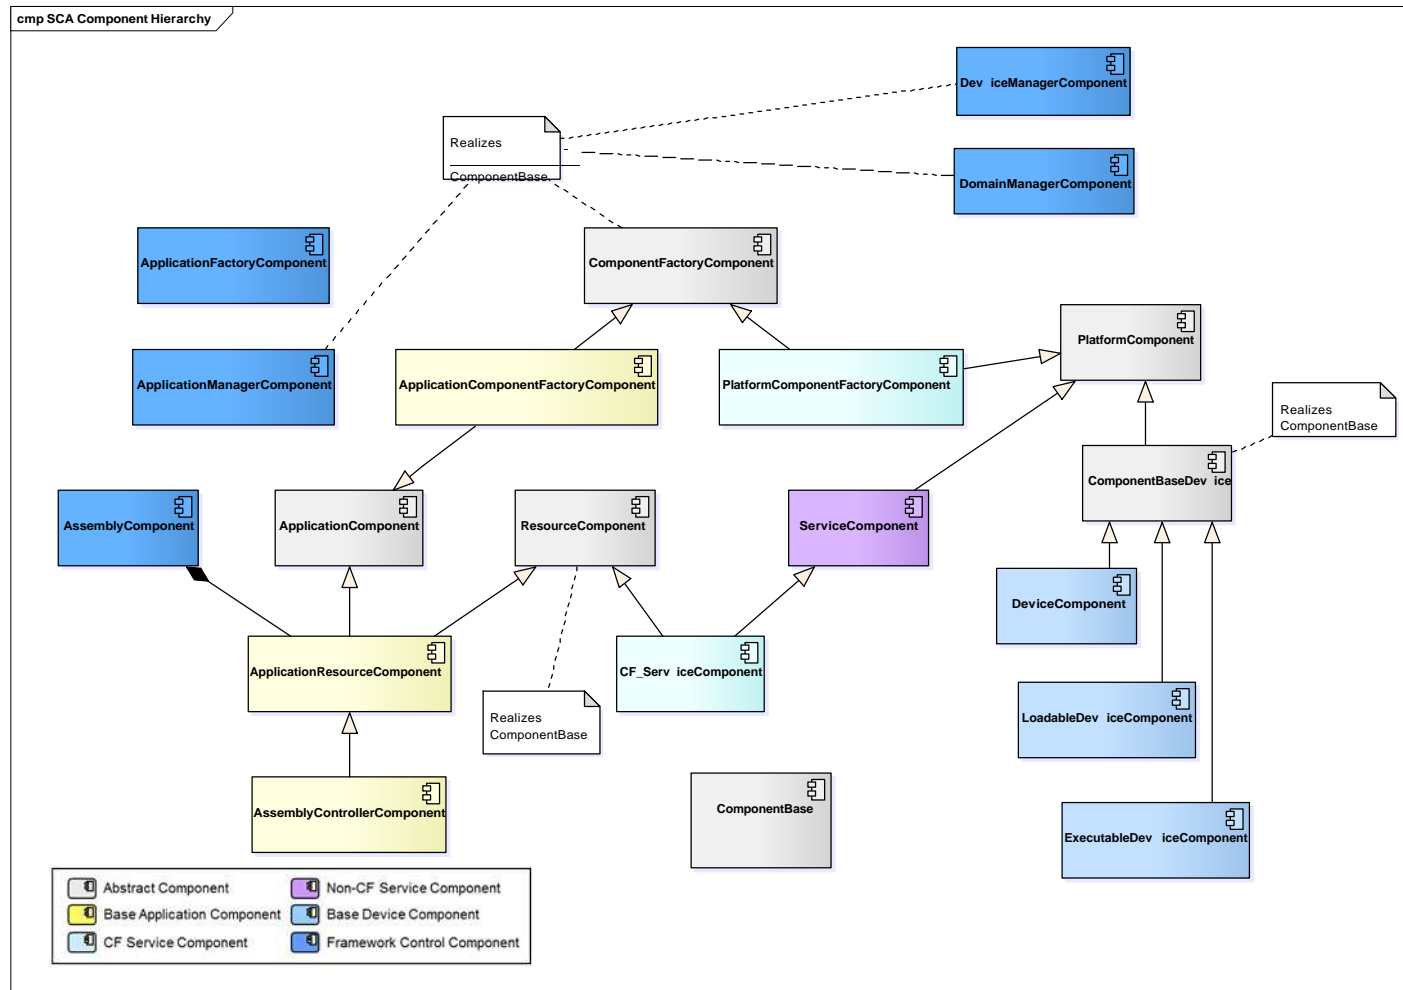 cmp SCA Component Hierarchy
Dev iceManagerComponent
Realizes
ComponentBase.
DomainManagerComponent
ApplicationFactoryComponent
ComponentFactoryComponent
PlatformComponent
ApplicationManagerComponent
ApplicationComponentFactoryComponent
PlatformComponentFactoryComponent
Realizes
ComponentBase
ComponentBaseDev ice
AssemblyComponent
ApplicationComponent
ResourceComponent
ServiceComponent
DeviceComponent
ApplicationResourceComponent
CF_Serv iceComponent
Realizes
ComponentBase
LoadableDev iceComponent
AssemblyControllerComponent
ComponentBase
ExecutableDev iceComponent
Abstract Component
Non-CF Service Component
Base Application Component
Base Device Component
CF Service Component
Framework Control Component